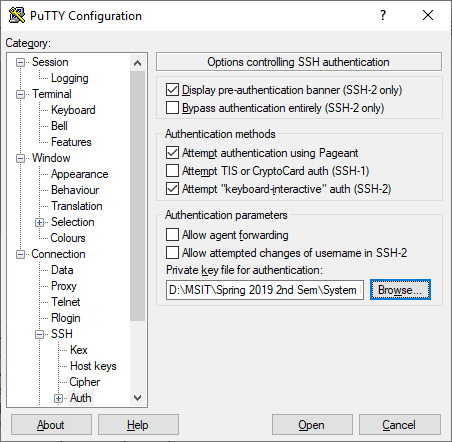 PuTTY Configuration
?
Category:
Session
Logging
Terminal
Keyboard
Bell
Features
Window
Appearance
Behaviour
Translation
Selection
Colours
Connection
Data
Proxy
Telnet
Rlogin
SSH
Kex
Host keys
Cipher
Auth
Options controlling SSH authentication
Display pre-authentication banner (SSH-2 only)
Bypass authentication entirely (SSH-2 only)
Authentication methods
Attempt authentication using Pageant
Attempt TIS or CryptoCard auth (SSH-1)
Attempt "keyboard-interactive" auth (SSH-2)
Authentication parameters
Allow agent forwarding
Allow attempted changes of username in SSH-2
Private key file for authentication:
D:\MSIT\Spring 2019 2nd Sem\System Browse...
About Help Open Cancel